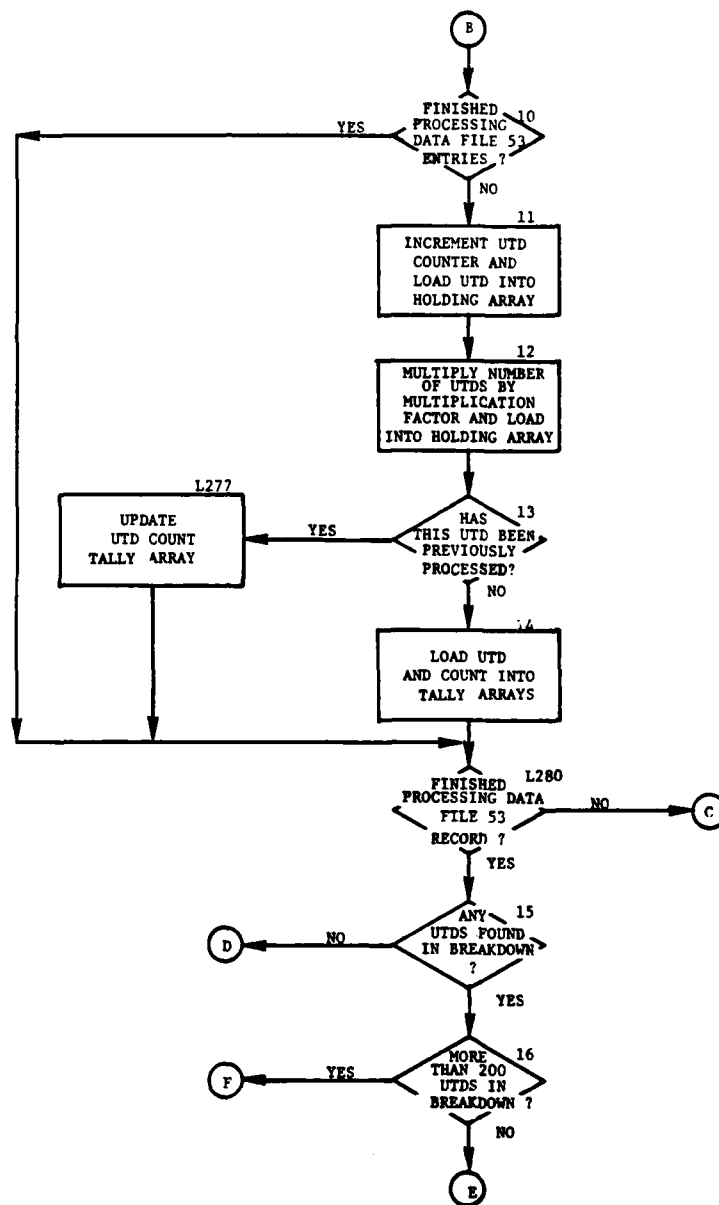 B
10
FINISHED
PROCESSING
DATA FILE 53
ENTRIES ?
YES
NO
11
INCREMENT UTD
COUNTER AND
LOAD UTD INTO
HOLDING ARRAY
12
MULTIPLY NUMBER
OF UTDS BY
MULTIPLICATION
FACTOR AND LOAD
INTO HOLDING ARRAY
L277
UPDATE
UTD COUNT
TALLY ARRAY
YES
13
HAS
THIS UTD BEEN
PREVIOUSLY
PROCESSED?
NO
14
LOAD UTD
AND COUNT INTO
TALLY ARRAYS
L280
FINISHED
PROCESSING DATA
FILE 53
RECORD ?
NO
C
YES
15
ANY
UTDS FOUND
IN BREAKDOWN
?
NO
D
YES
16
MORE
THAN 200
UTDS IN
BREAKDOWN ?
YES
F
NO
E